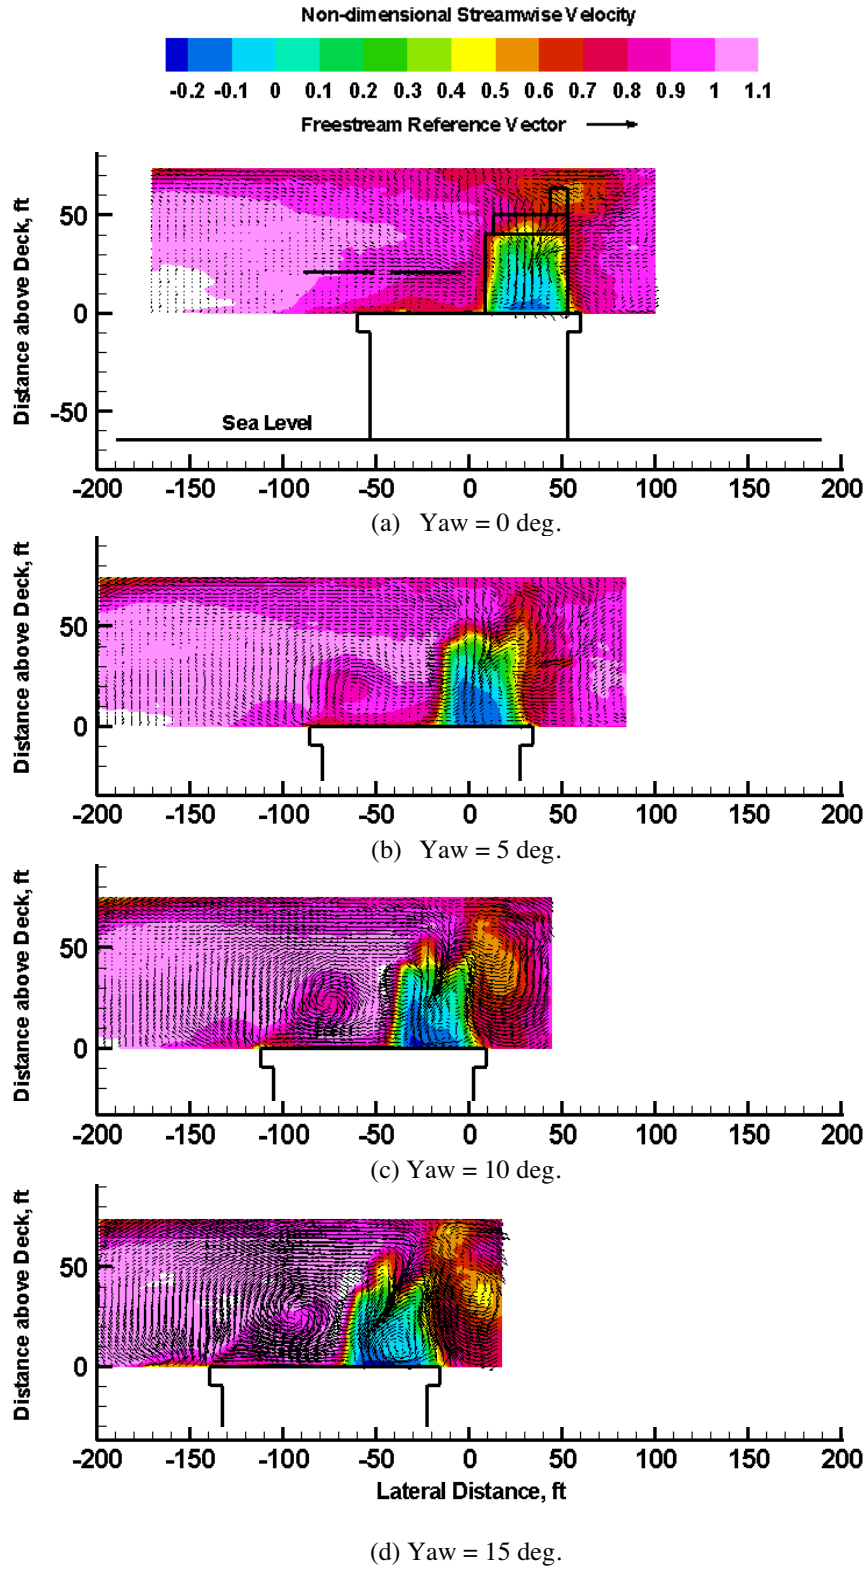 Non-dimensional Streamwise Velocity
-0.2 -0.1 0 0.1 0.2 0.3 0.4 0.5 0.6 0.7 0.8 0.9 1 1.1
Freestream Reference Vector
Distance above Deck, ft
50
0
-50
Sea Level
-200 -150 -100 -50 0 50 100 150 200
(a) Yaw = 0 deg.
Distance above Deck, ft
50
0
-200 -150 -100 -50 0 50 100 150 200
(b) Yaw = 5 deg.
Distance above Deck, ft
50
0
-200 -150 -100 -50 0 50 100 150 200
(c) Yaw = 10 deg.
Distance above Deck, ft
50
0
-200 -150 -100 -50 0 50 100 150 200
Lateral Distance, ft
(d) Yaw = 15 deg.